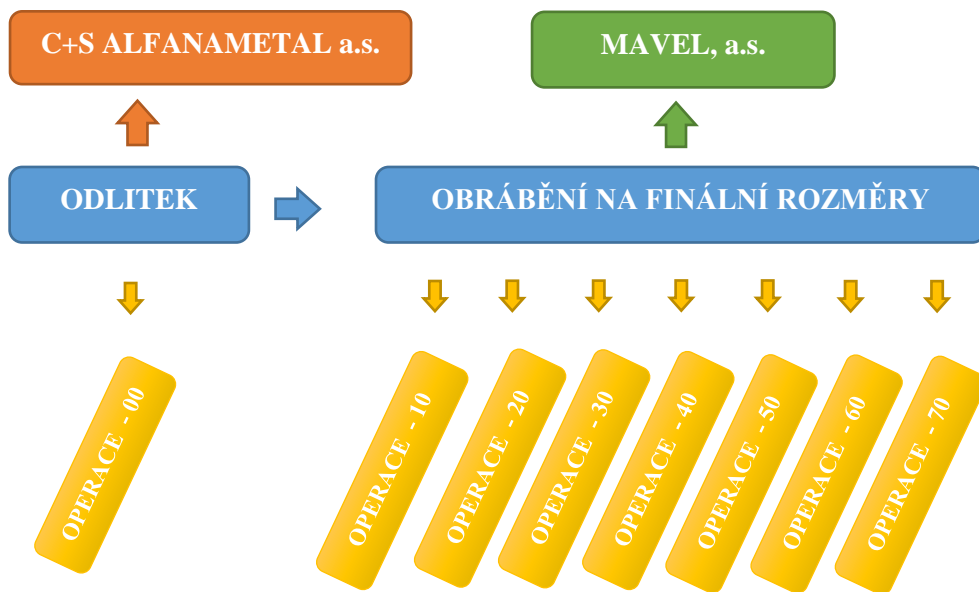 C+S ALFANAMETAL a.s.
MAVEL, a.s.
ODLITEK
OBRÁBĚNÍ NA FINÁLNÍ ROZMĚRY
OPERACE - 00
OPERACE - 10
OPERACE - 20
OPERACE - 30
OPERACE - 40
OPERACE - 50
OPERACE - 60
OPERACE - 70